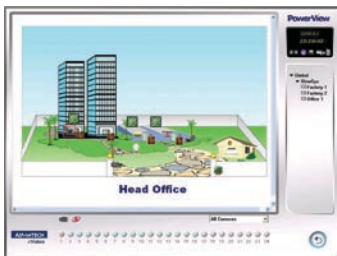 PowerView
Global
Factory 1
Factory 2
Office 1
Head Office
All Cameras
1 2 3 4 5 6 7 8 9 10 11 12 13 14 15 16 17 18 19 20 21 22 23 24